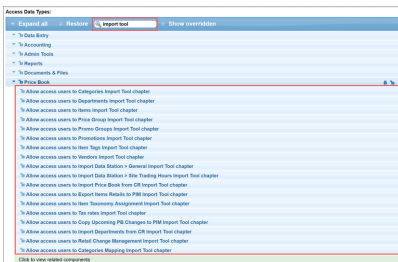 Access Data Types:
Expand all Restore import tool Show overridden
Data Entry
Accounting
Admin Tools
Reports
Documents & Files
Price Book
Allow access users to Categories Import Tool chapter
Allow access users to Departments Import Tool chapter
Allow access users to Items Import Tool chapter
Allow access users to Price Group Import Tool chapter
Allow access users to Promo Groups Import Tool chapter
Allow access users to Promotions Import Tool chapter
Allow access users to Item Tags Import Tool chapter
Allow access users to Vendors Import Tool chapter
Allow access users to Import Data Station > General Import Tool chapter
Allow access users to Import Data Station > Site Trading Hours Import Tool chapter
Allow access users to Import Price Book from CR Import Tool chapter
Allow access users to Export Items Retails to PIM Import Tool chapter
Allow access users to Item Taxonomy Assignment Import Tool chapter
Allow access users to Tax rates Import Tool chapter
Allow access users to Copy Upcoming PB Changes to PIM Import Tool chapter
Allow access users to Import Departments from CR Import Tool chapter
Allow access users to Retail Change Management Import Tool chapter
Allow access users to Categories Mapping Import Tool chapter
Click to view related components